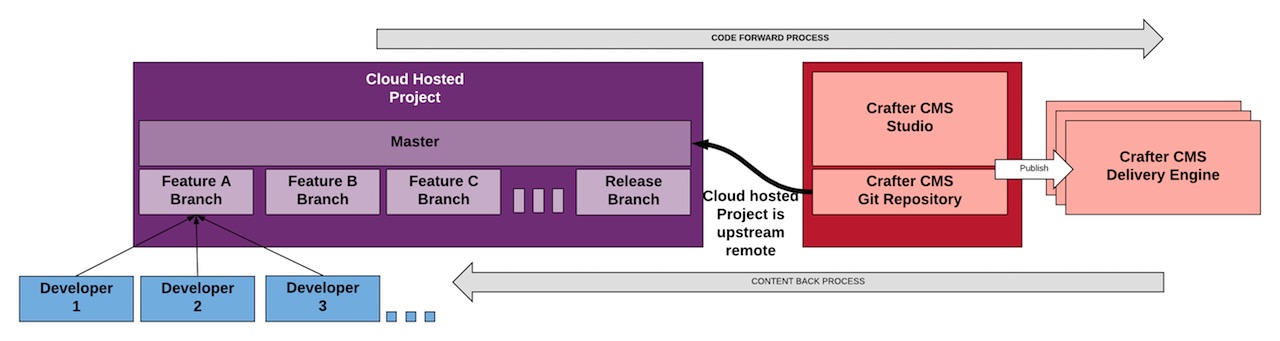 CODE FORWARD PROCESS
Cloud Hosted
Project
Master
Feature A
Branch
Feature B
Branch
Feature C
Branch
Release
Branch
Cloud hosted
Project is
upstream
remote
Crafter CMS
Studio
Crafter CMS
Git Repository
Publish
Crafter CMS
Delivery Engine
Developer
1
Developer
2
Developer
3
CONTENT BACK PROCESS